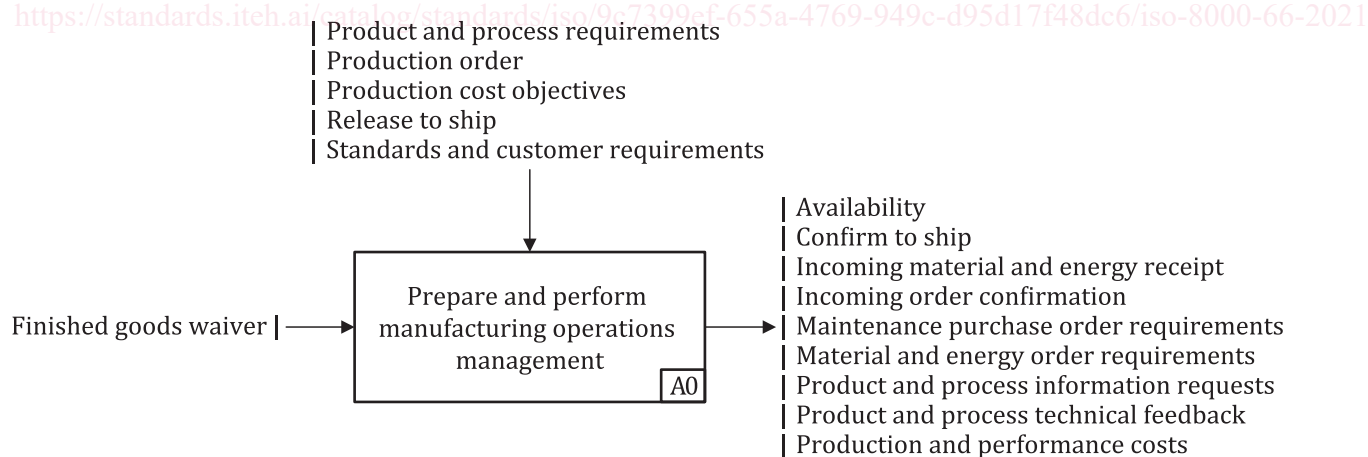 https://standards.iteh.ai/catalog/standards/iso/9c7399ef-655a-4769-949c-d95d17f48dc6/iso-8000-66-2021
Product and process requirements
Production order
Production cost objectives
Release to ship
Standards and customer requirements
Finished goods waiver
Prepare and perform
manufacturing operations
management
A0
Availability
Confirm to ship
Incoming material and energy receipt
Incoming order confirmation
Maintenance purchase order requirements
Material and energy order requirements
Product and process information requests
Product and process technical feedback
Production and performance costs